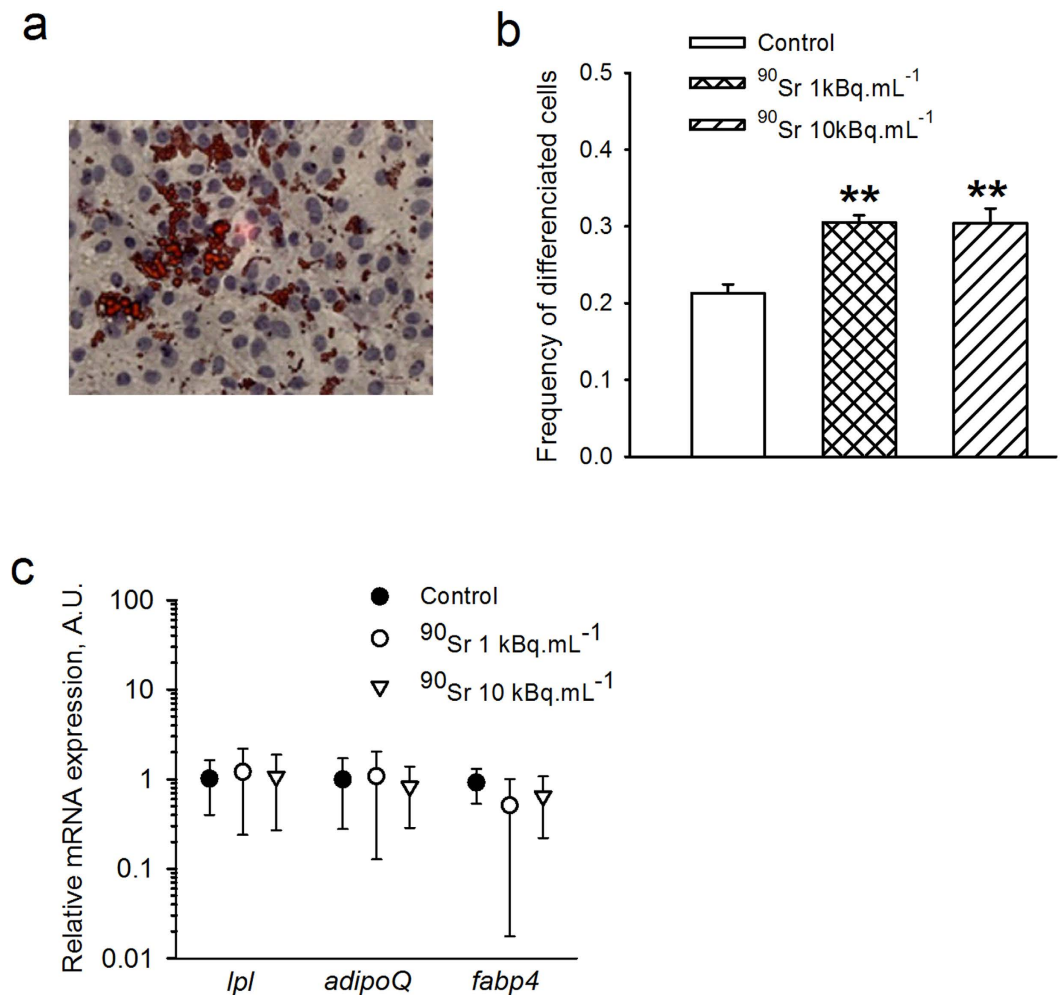 a
b
Control
⁹⁰Sr 1kBq.mL⁻¹
⁹⁰Sr 10kBq.mL⁻¹
Frequency of differenciated cells
0.5
0.4
0.3
0.2
0.1
0.0
**
**
c
Control
⁹⁰Sr 1 kBq.mL⁻¹
⁹⁰Sr 10 kBq.mL⁻¹
Relative mRNA expression, A.U.
100
10
1
0.1
0.01
lpl adipoQ fabp4